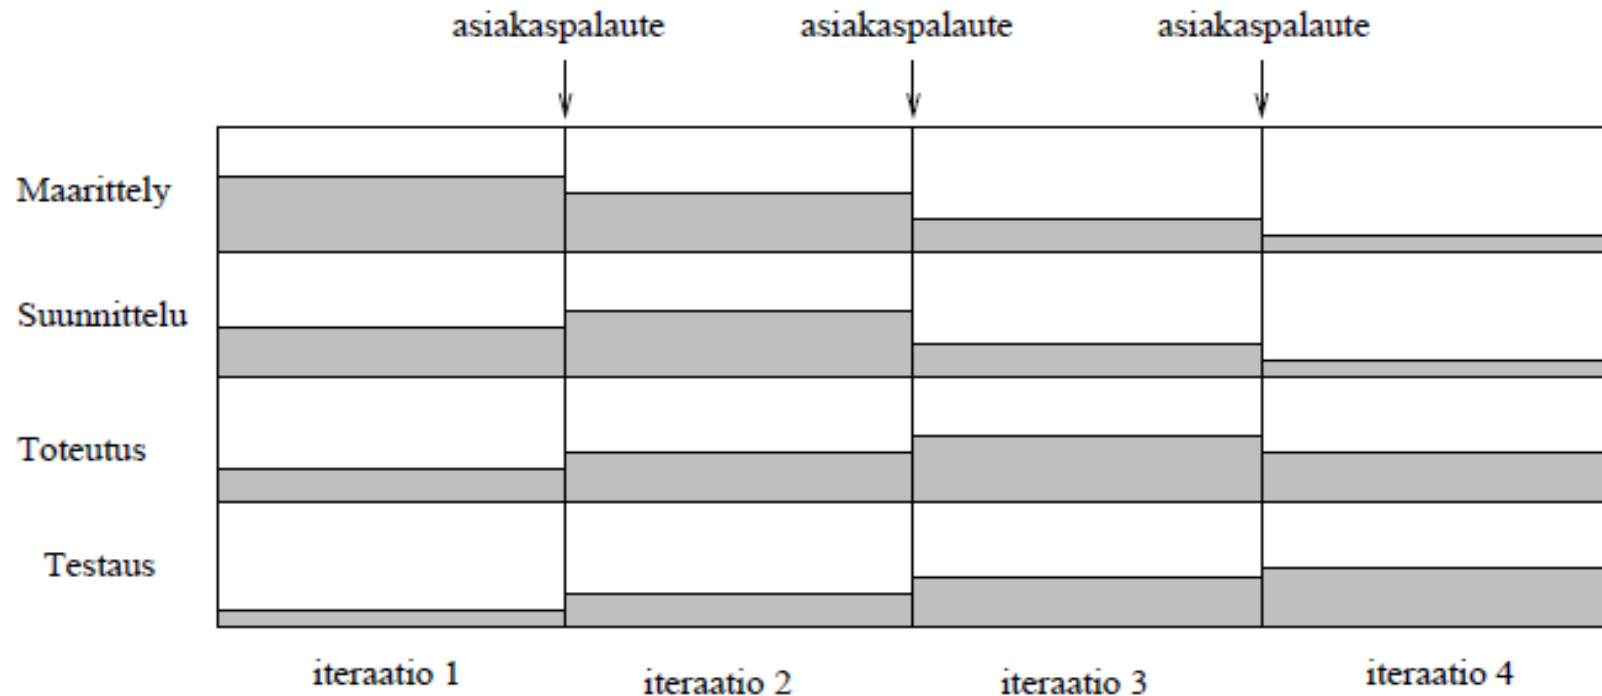 asiakaspalaute asiakaspalaute asiakaspalaute
Maarittely
Suunnittelu
Toteutus
Testaus
iteraatio 1 iteraatio 2 iteraatio 3 iteraatio 4